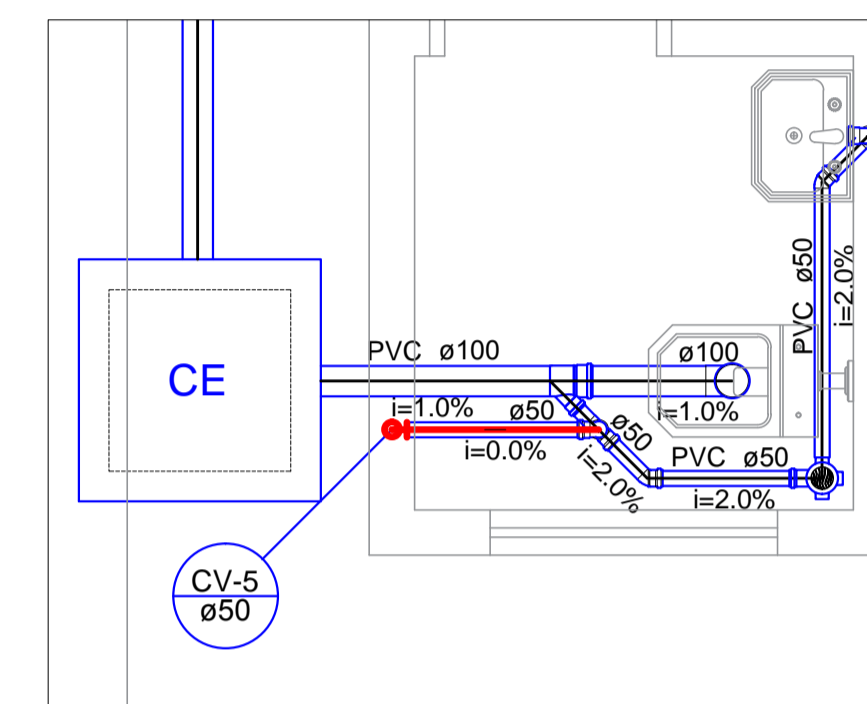 PVC ø50
i=2.0%
PVC ø100
ø100
CE
i=1.0%
ø50
i=1.0%
ø50
i=0.0%
i=2.0%
PVC ø50
i=2.0%
CV-5
ø50